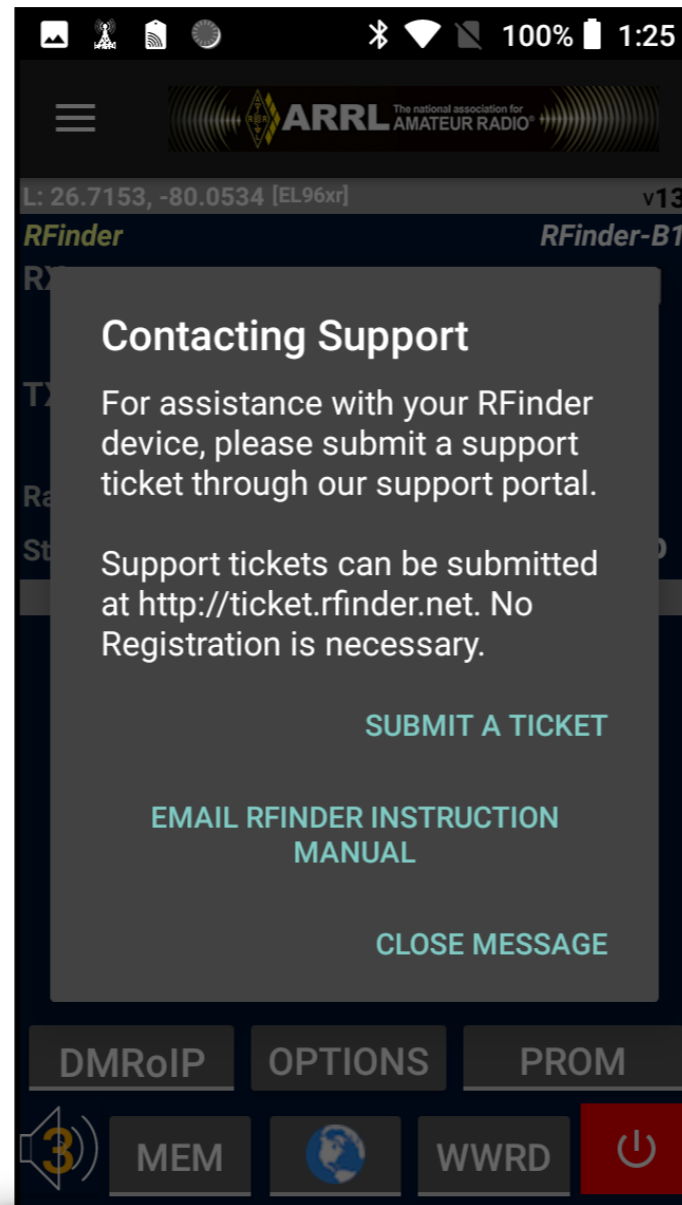 100% 1:25
ARRL The national association for
AMATEUR RADIO®
L: 26.7153, -80.0534 [EL96xr] v13
RFinder RFinder-B1
Contacting Support
For assistance with your RFinder
device, please submit a support
ticket through our support portal.
Support tickets can be submitted
at http://ticket.rfinder.net. No
Registration is necessary.
SUBMIT A TICKET
EMAIL RFINDER INSTRUCTION
MANUAL
CLOSE MESSAGE
DMRoIP OPTIONS PROM
3 MEM WWRD